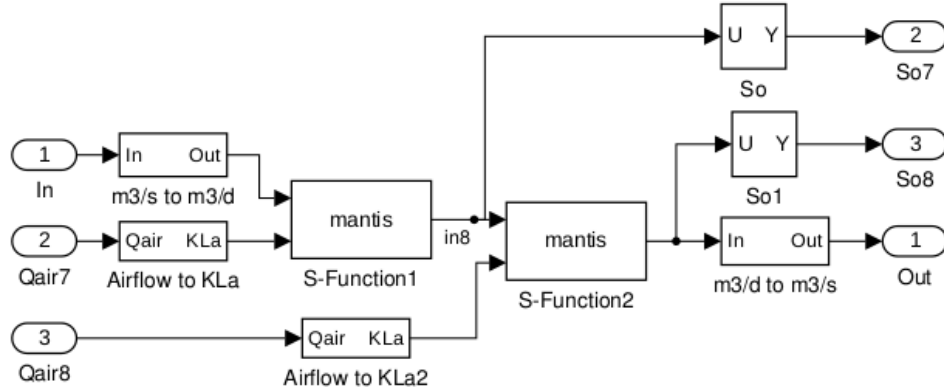 U Y
2
So
So7
1
In Out
U Y
3
In
m3/s to m3/d
So1
So8
mantis
2
Qair KLa
in8
mantis
In Out
1
Qair7
Airflow to KLa
S-Function1
S-Function2
m3/d to m3/s
Out
3
Qair KLa
Qair8
Airflow to KLa2